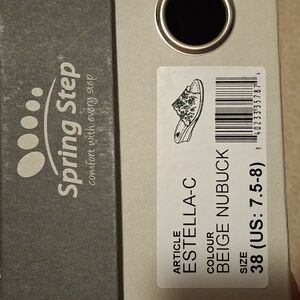 Spring Step®
comfort with every step
ARTICLE
ESTELLA-C
COLOUR
BEIGE NUBUCK
SIZE
38 (US: 7.5-8)